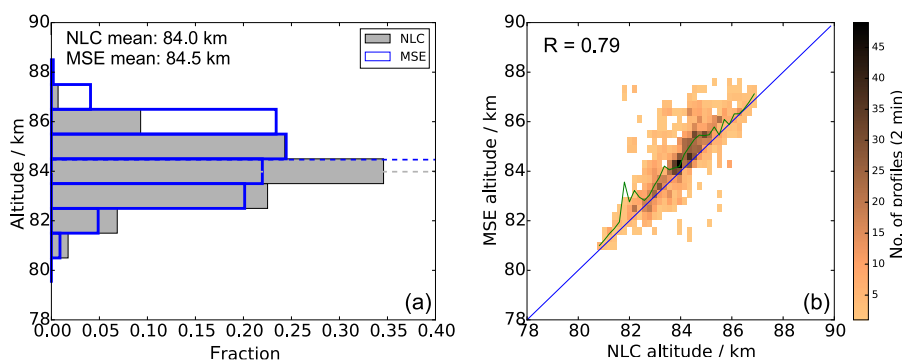 NLC mean: 84.0 km
MSE mean: 84.5 km
NLC
MSE
Altitude / km
90
88
86
84
82
80
78
0.00 0.05 0.10 0.15 0.20 0.25 0.30 0.35 0.40
Fraction
(a)
R = 0.79
MSE altitude / km
90
88
86
84
82
80
78
78 80 82 84 86 88 90
NLC altitude / km
(b)
45
40
35
30
25
20
15
10
5
No. of profiles (2 min)